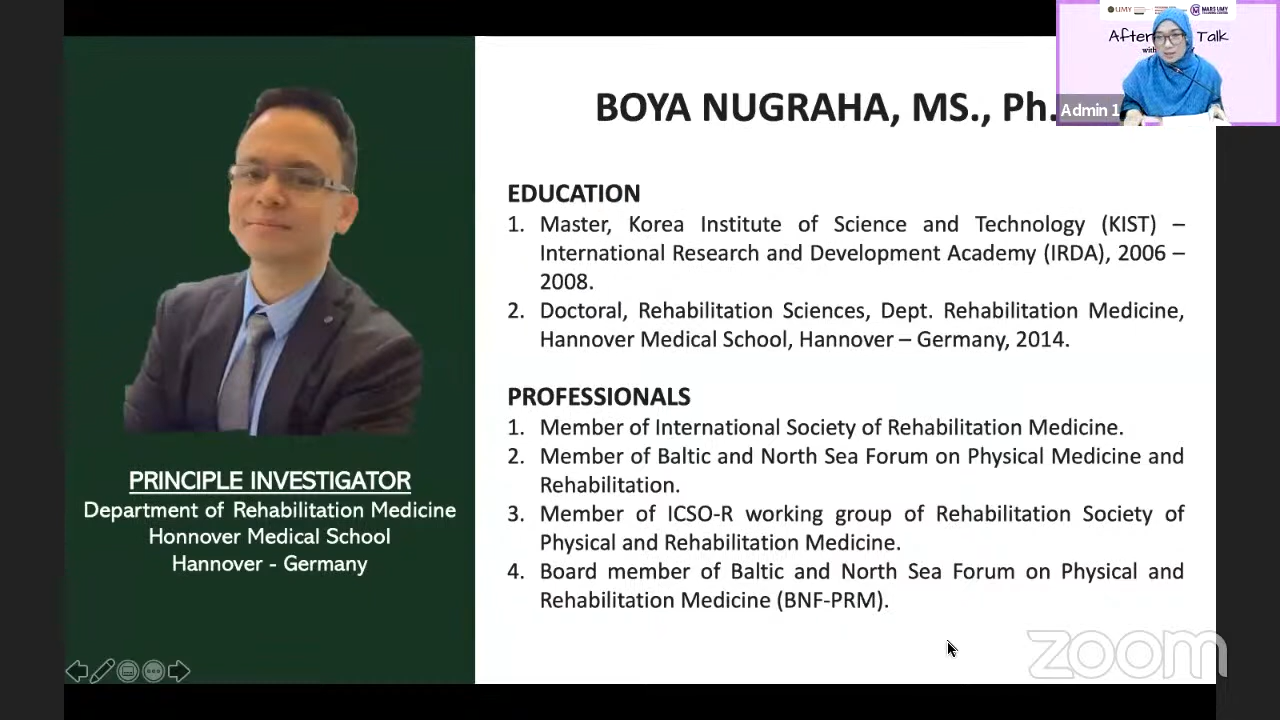 UMY
MARS UMY
After Talk
with
Admin 1
BOYA NUGRAHA, MS., Ph.
EDUCATION
1. Master, Korea Institute of Science and Technology (KIST) –
International Research and Development Academy (IRDA), 2006 –
2008.
2. Doctoral, Rehabilitation Sciences, Dept. Rehabilitation Medicine,
Hannover Medical School, Hannover – Germany, 2014.
PROFESSIONALS
1. Member of International Society of Rehabilitation Medicine.
2. Member of Baltic and North Sea Forum on Physical Medicine and
Rehabilitation.
3. Member of ICSO-R working group of Rehabilitation Society of
Physical and Rehabilitation Medicine.
4. Board member of Baltic and North Sea Forum on Physical and
Rehabilitation Medicine (BNF-PRM).
PRINCIPLE INVESTIGATOR
Department of Rehabilitation Medicine
Honnover Medical School
Hannover - Germany
zoom